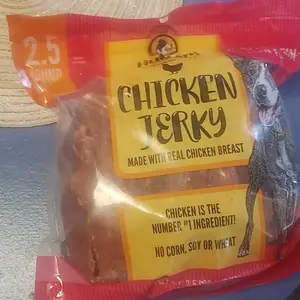 2.5
POUND
CHICKEN
JERKY
MADE WITH REAL CHICKEN BREAST
CHICKEN IS THE
NUMBER #1 INGREDIENT!
NO CORN, SOY OR WHEAT